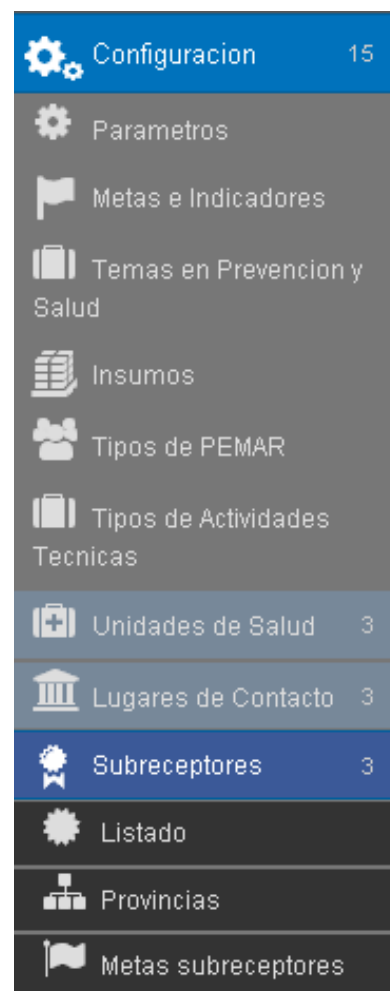 Configuracion 15
Parametros
Metas e Indicadores
Temas en Prevencion y
Salud
Insumos
Tipos de PEMAR
Tipos de Actividades
Tecnicas
Unidades de Salud 3
Lugares de Contacto 3
Subreceptores 3
Listado
Provincias
Metas subreceptores